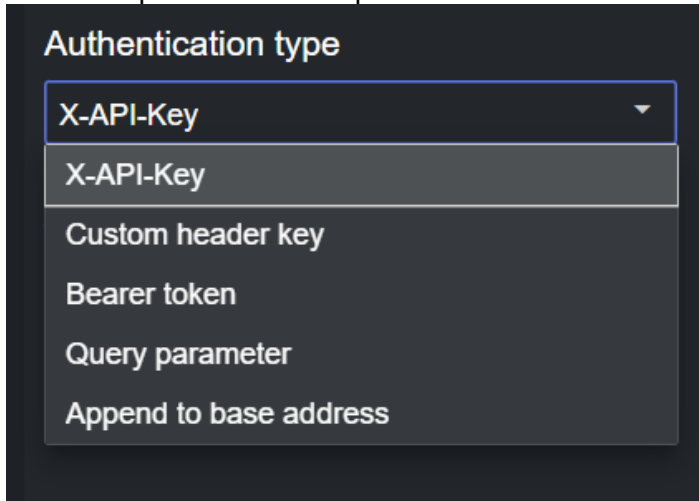 Authentication type
X-API-Key
X-API-Key
Custom header key
Bearer token
Query parameter
Append to base address